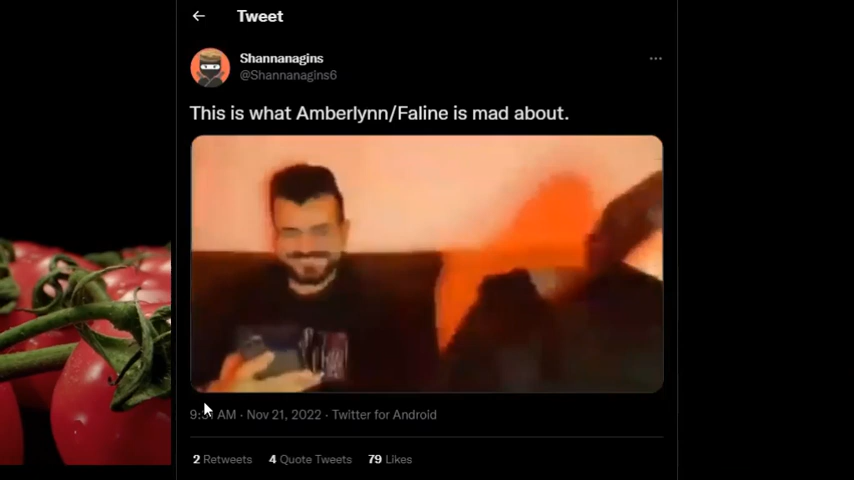 Tweet
Shannanagins
@Shannanagins6
This is what Amberlynn/Faline is mad about.
AM · Nov 21, 2022 · Twitter for Android
2 Retweets 4 Quote Tweets 79 Likes